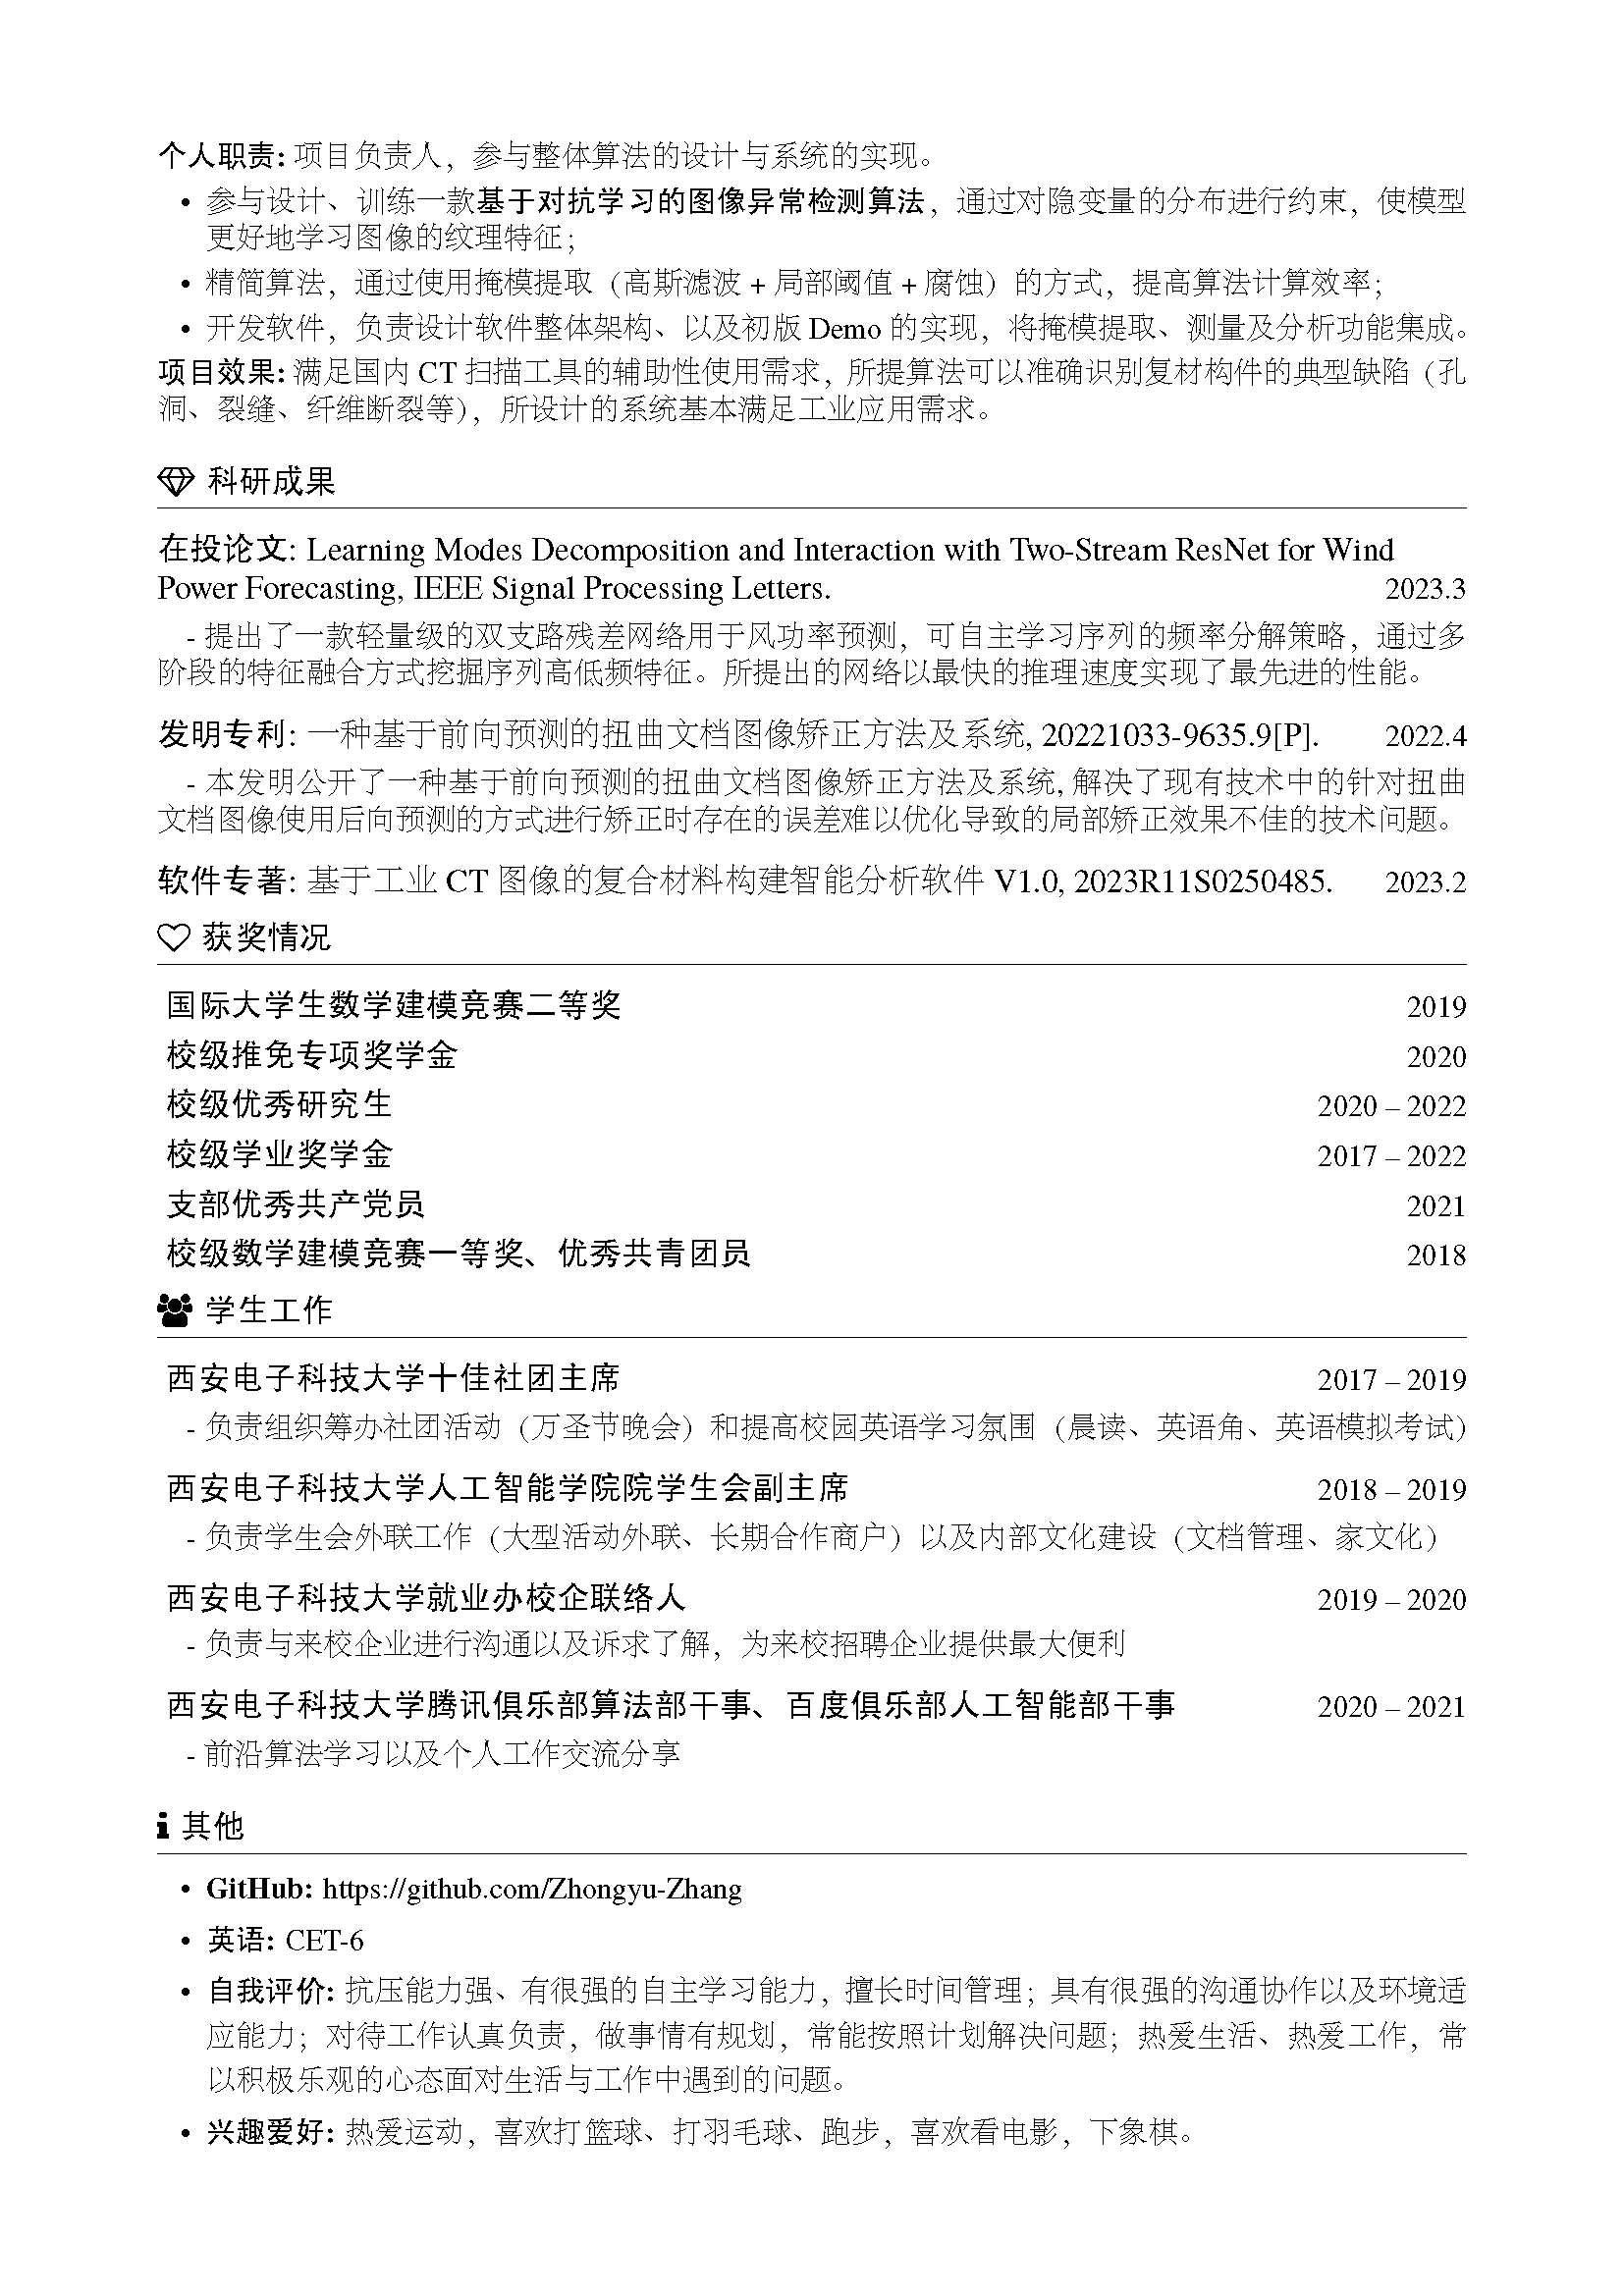 个人职责: 项目负责人，参与整体算法的设计与系统的实现。
• 参与设计、训练一款基于对抗学习的图像异常检测算法，通过对隐变量的分布进行约束，使模型
更好地学习图像的纹理特征；
• 精简算法，通过使用掩模提取（高斯滤波 + 局部阈值 + 腐蚀）的方式，提高算法计算效率；
• 开发软件，负责设计软件整体架构、以及初版 Demo 的实现，将掩模提取、测量及分析功能集成。
项目效果: 满足国内 CT 扫描工具的辅助性使用需求，所提算法可以准确识别复材构件的典型缺陷（孔
洞、裂缝、纤维断裂等），所设计的系统基本满足工业应用需求。
科研成果
在投论文: Learning Modes Decomposition and Interaction with Two-Stream ResNet for Wind
Power Forecasting, IEEE Signal Processing Letters. 2023.3
- 提出了一款轻量级的双支路残差网络用于风功率预测，可自主学习序列的频率分解策略，通过多
阶段的特征融合方式挖掘序列高低频特征。所提出的网络以最快的推理速度实现了最先进的性能。
发明专利: 一种基于前向预测的扭曲文档图像矫正方法及系统, 20221033-9635.9[P]. 2022.4
- 本发明公开了一种基于前向预测的扭曲文档图像矫正方法及系统, 解决了现有技术中的针对扭曲
文档图像使用后向预测的方式进行矫正时存在的误差难以优化导致的局部矫正效果不佳的技术问题。
软件专著: 基于工业 CT 图像的复合材料构建智能分析软件 V1.0, 2023R11S0250485. 2023.2
获奖情况
国际大学生数学建模竞赛二等奖 2019
校级推免专项奖学金 2020
校级优秀研究生 2020 – 2022
校级学业奖学金 2017 – 2022
支部优秀共产党员 2021
校级数学建模竞赛一等奖、优秀共青团员 2018
学生工作
西安电子科技大学十佳社团主席 2017 – 2019
- 负责组织筹办社团活动（万圣节晚会）和提高校园英语学习氛围（晨读、英语角、英语模拟考试）
西安电子科技大学人工智能学院院学生会副主席 2018 – 2019
- 负责学生会外联工作（大型活动外联、长期合作商户）以及内部文化建设（文档管理、家文化）
西安电子科技大学就业办校企联络人 2019 – 2020
- 负责与来校企业进行沟通以及诉求了解，为来校招聘企业提供最大便利
西安电子科技大学腾讯俱乐部算法部干事、百度俱乐部人工智能部干事 2020 – 2021
- 前沿算法学习以及个人工作交流分享
其他
• GitHub: https://github.com/Zhongyu-Zhang
• 英语: CET-6
• 自我评价: 抗压能力强、有很强的自主学习能力，擅长时间管理；具有很强的沟通协作以及环境适
应能力；对待工作认真负责，做事情有规划，常能按照计划解决问题；热爱生活、热爱工作，常
以积极乐观的心态面对生活与工作中遇到的问题。
• 兴趣爱好: 热爱运动，喜欢打篮球、打羽毛球、跑步，喜欢看电影，下象棋。